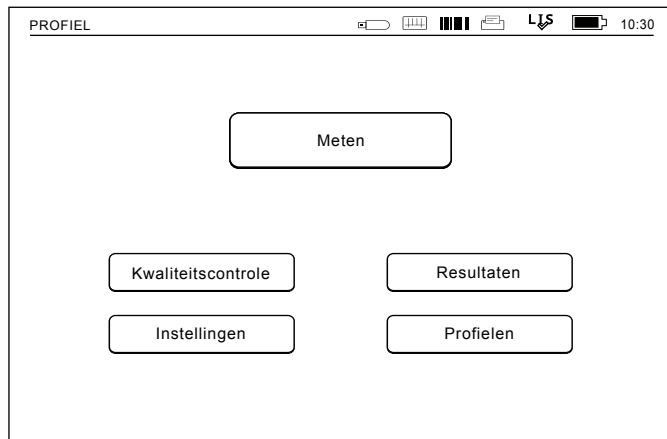 PROFIEL LIS 10:30
Meten
Kwaliteitscontrole Resultaten
Instellingen Profielen